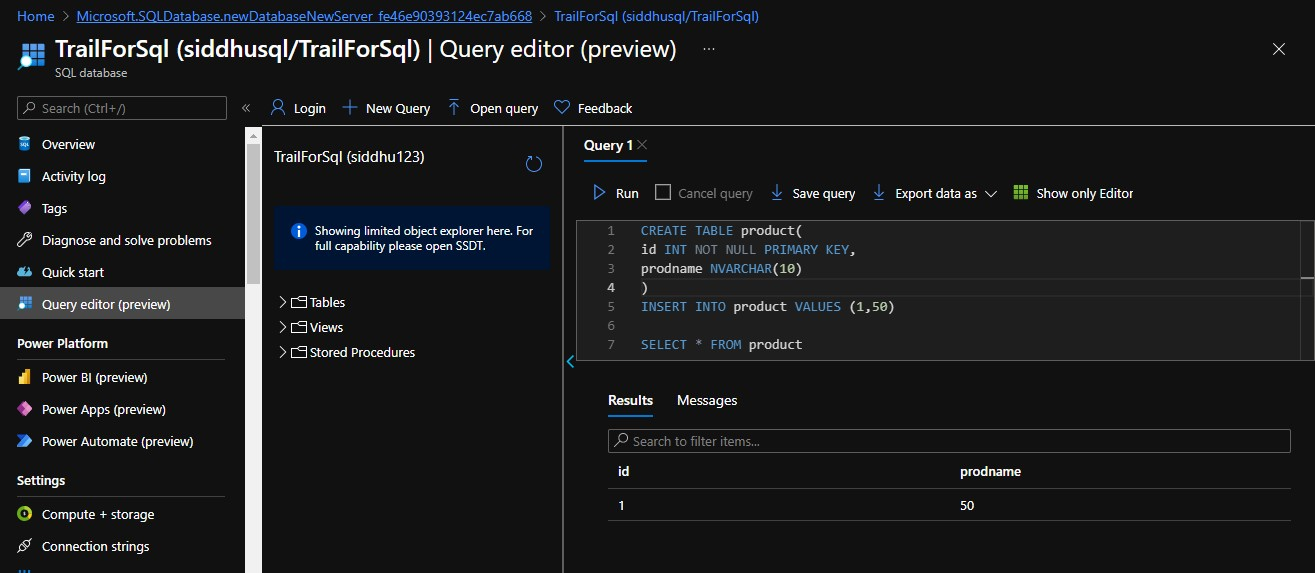 Home > Microsoft.SQLDatabase.newDatabaseNewServer_fe46e90393124ec7ab668 > TrailForSql (siddhusql/TrailForSql)
TrailForSql (siddhusql/TrailForSql) | Query editor (preview) ...
SQL database
Search (Ctrl+/)
«
Overview
Activity log
Tags
Diagnose and solve problems
Quick start
Query editor (preview)
Power Platform
Power BI (preview)
Power Apps (preview)
Power Automate (preview)
Settings
Compute + storage
Connection strings
Login
New Query
Open query
Feedback
TrailForSql (siddhu123)
Showing limited object explorer here. For
full capability please open SSDT.
Tables
Views
Stored Procedures
Query 1
Run
Cancel query
Save query
Export data as
Show only Editor
1 CREATE TABLE product(
2 id INT NOT NULL PRIMARY KEY,
3 prodname NVARCHAR(10)
4 )
5 INSERT INTO product VALUES (1,50)
6
7 SELECT * FROM product
Results Messages
Search to filter items...
id prodname
1 50